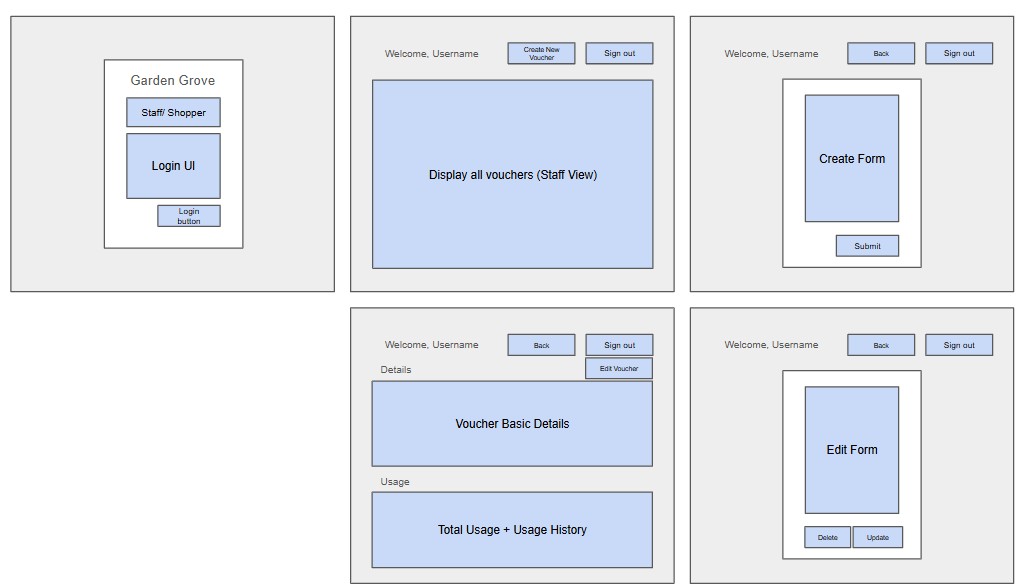 Garden Grove
Staff/ Shopper
Login UI
Login
button
Welcome, Username
Create New
Voucher
Sign out
Display all vouchers (Staff View)
Welcome, Username
Back
Sign out
Create Form
Submit
Welcome, Username
Back
Sign out
Details
Edit Voucher
Voucher Basic Details
Usage
Total Usage + Usage History
Welcome, Username
Back
Sign out
Edit Form
Delete
Update